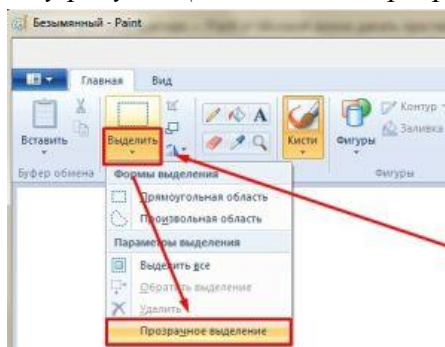 Безымянный - Paint
Главная Вид
Вставить
Выделить
A
Кисти
Фигуры
Контур
Заливка
Буфер обмена
Фигуры
Формы выделения
Прямоугольная область
Произвольная область
Параметры выделения
Выделить все
Обратить выделение
Удалить
Прозрачное выделение